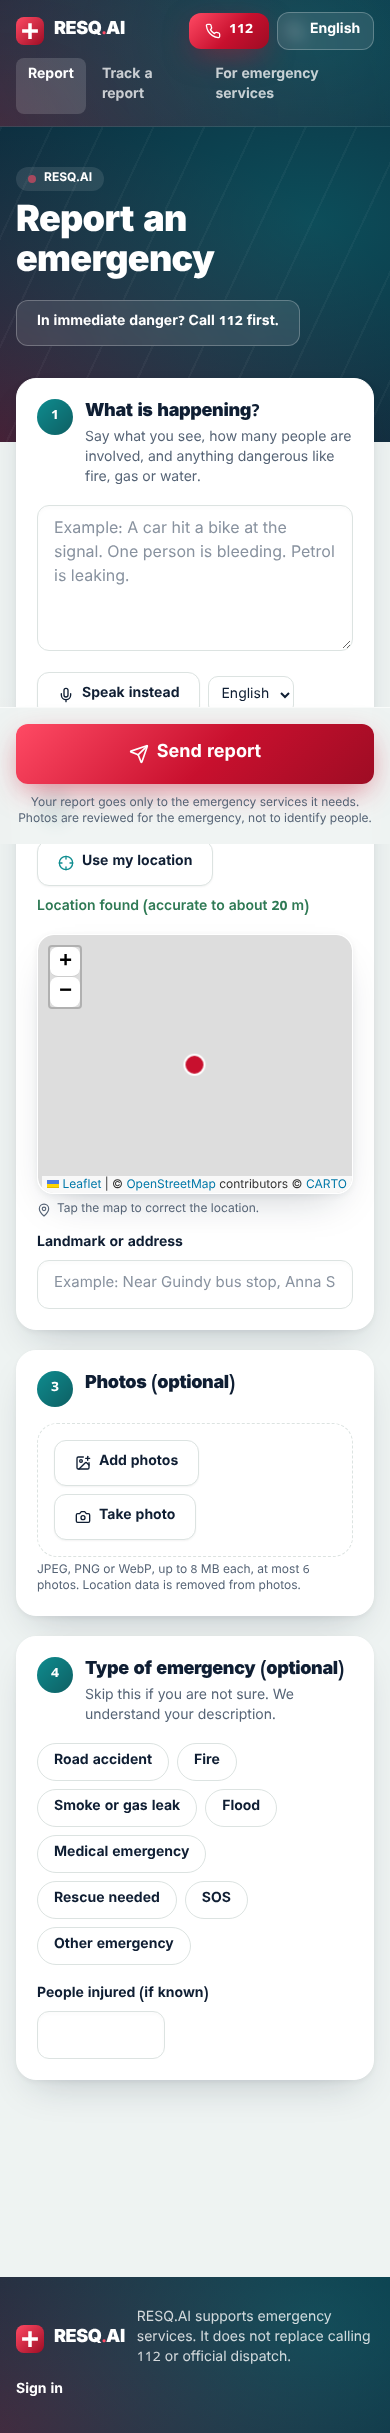 RESQ.AI
112
English
Report
Track a report
For emergency services
RESQ.AI
Report an
emergency
In immediate danger? Call 112 first.
1
What is happening?
Say what you see, how many people are
involved, and anything dangerous like
fire, gas or water.
Example: A car hit a bike at the
signal. One person is bleeding. Petrol
is leaking.
Speak instead
English
Send report
Your report goes only to the emergency services it needs.
Photos are reviewed for the emergency, not to identify people.
Use my location
Location found (accurate to about 20 m)
+
−
Leaflet | © OpenStreetMap contributors © CARTO
Tap the map to correct the location.
Landmark or address
Example: Near Guindy bus stop, Anna S
3
Photos (optional)
Add photos
Take photo
JPEG, PNG or WebP, up to 8 MB each, at most 6
photos. Location data is removed from photos.
4
Type of emergency (optional)
Skip this if you are not sure. We
understand your description.
Road accident
Fire
Smoke or gas leak
Flood
Medical emergency
Rescue needed
SOS
Other emergency
People injured (if known)
RESQ.AI
RESQ.AI supports emergency
services. It does not replace calling
112 or official dispatch.
Sign in